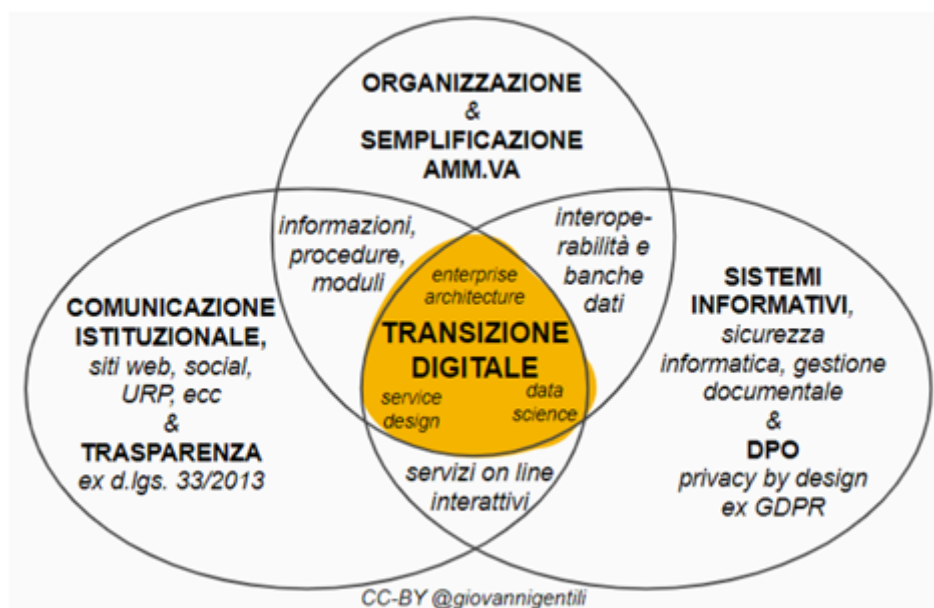 ORGANIZZAZIONE
&
SEMPLIFICAZIONE
AMM.VA
informazioni,
procedure,
moduli
interope-
rabilità e
banche
dati
COMUNICAZIONE
ISTITUZIONALE,
siti web, social,
URP, ecc
&
TRASPARENZA
ex d.lgs. 33/2013
enterprise
architecture
TRANSIZIONE
DIGITALE
service
design
data
science
SISTEMI
INFORMATIVI,
sicurezza
informatica, gestione
documentale
&
DPO
privacy by design
ex GDPR
servizi on line
interattivi
CC-BY @giovannigentili